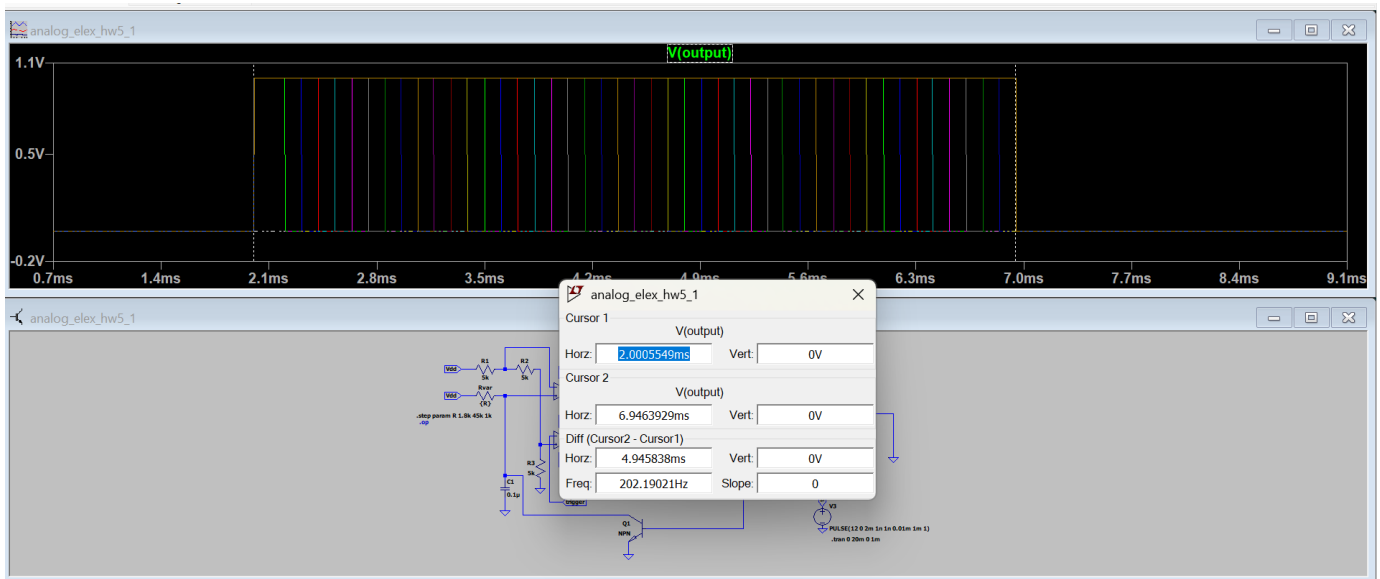 analog_elex_hw5_1
V(output)
1.1V
0.5V
-0.2V
0.7ms 1.4ms 2.1ms 2.8ms 3.5ms 4.2ms 4.9ms 5.6ms 6.3ms 7.0ms 7.7ms 8.4ms 9.1ms
analog_elex_hw5_1
analog_elex_hw5_1
Cursor 1
V(output)
Horz: 2.0005549ms Vert: 0V
Cursor 2
V(output)
Horz: 6.9463929ms Vert: 0V
Diff (Cursor2 - Cursor1)
Horz: 4.945838ms Vert: 0V
Freq: 202.19021Hz Slope: 0
Vdd
R1
5k
R2
5k
Vdd
Rvar
{R}
.step param R 1.8k 45k 1k
.op
R3
5k
C1
0.1µ
Q1
NPN
V3
PULSE(12 0 2m 1n 1n 0.01m 1m 1)
.tran 0 20m 0 1m